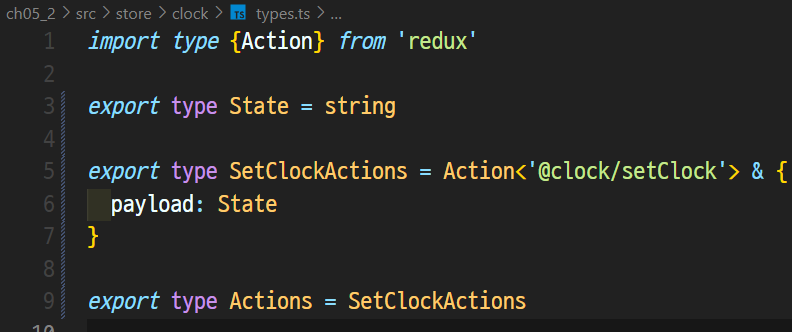 ch05_2 > src > store > clock > TS types.ts > ...
1 import type {Action} from 'redux'
2
3 export type State = string
4
5 export type SetClockActions = Action<'@clock/setClock'> & {
6 payload: State
7 }
8
9 export type Actions = SetClockActions
10